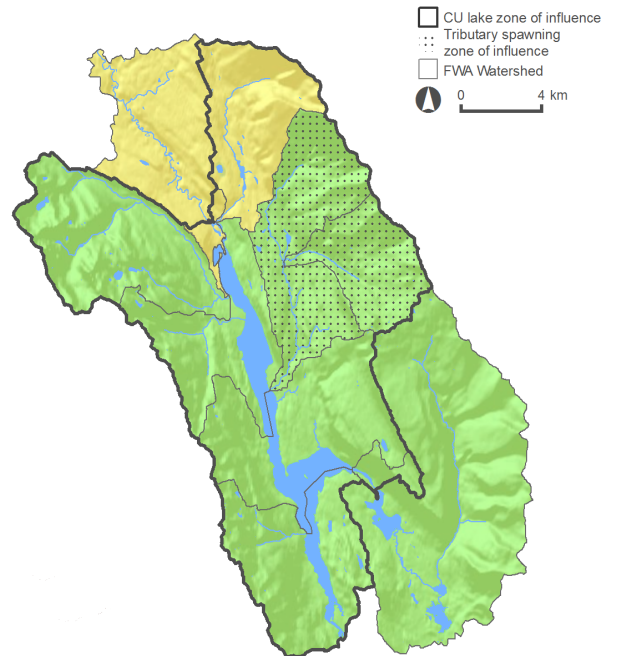 CU lake zone of influence
Tributary spawning
zone of influence
FWA Watershed
0 4 km